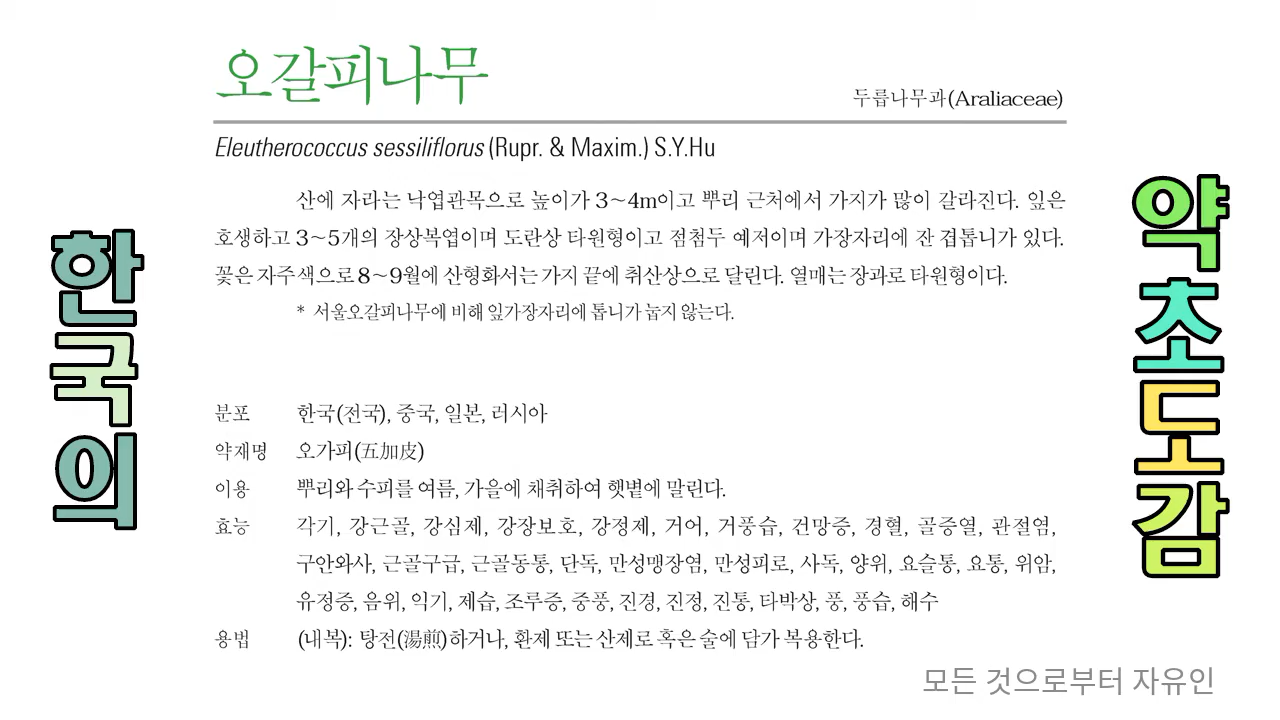 오갈피나무
두릅나무과(Araliaceae)
Eleutherococcus sessiliflorus (Rupr. & Maxim.) S.Y.Hu
산에 자라는 낙엽관목으로 높이가 3~4m이고 뿌리 근처에서 가지가 많이 갈라진다. 잎은
호생하고 3~5개의 장상복엽이며 도란상 타원형이고 점첨두 예저이며 가장자리에 잔 겹톱니가 있다.
꽃은 자주색으로 8~9월에 산형화서는 가지 끝에 취산상으로 달린다. 열매는 장과로 타원형이다.
* 서울오갈피나무에 비해 잎가장자리에 톱니가 눕지 않는다.
분포 한국(전국), 중국, 일본, 러시아
약재명 오가피(五加皮)
이용 뿌리와 수피를 여름, 가을에 채취하여 햇볕에 말린다.
효능 각기, 강근골, 강심제, 강장보호, 강정제, 거어, 거풍습, 건망증, 경혈, 골증열, 관절염,
구안와사, 근골구급, 근골동통, 단독, 만성맹장염, 만성피로, 사독, 양위, 요슬통, 요통, 위암,
유정증, 음위, 익기, 제습, 조루증, 중풍, 진경, 진정, 진통, 타박상, 풍, 풍습, 해수
용법 (내복): 탕전(湯煎)하거나, 환제 또는 산제로 혹은 술에 담가 복용한다.
한국의
약초도감
모든 것으로부터 자유인